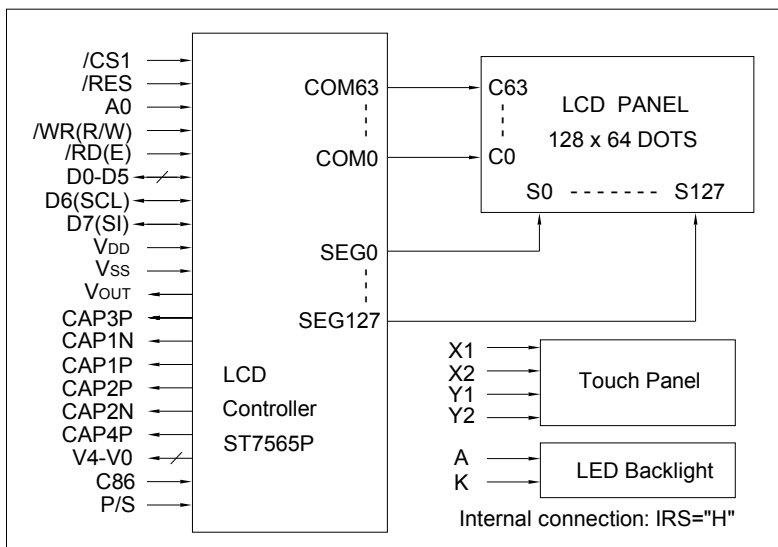 /CS1
/RES
A0
/WR(R/W)
/RD(E)
D0-D5
D6(SCL)
D7(SI)
VDD
VSS
VOUT
CAP3P
CAP1N
CAP1P
CAP2P
CAP2N
CAP4P
V4-V0
C86
P/S
COM63
COM0
SEG0
SEG127
LCD
Controller
ST7565P
C63
C0
LCD PANEL
128 x 64 DOTS
S0 ------- S127
X1
X2
Y1
Y2
Touch Panel
A
K
LED Backlight
Internal connection: IRS="H"